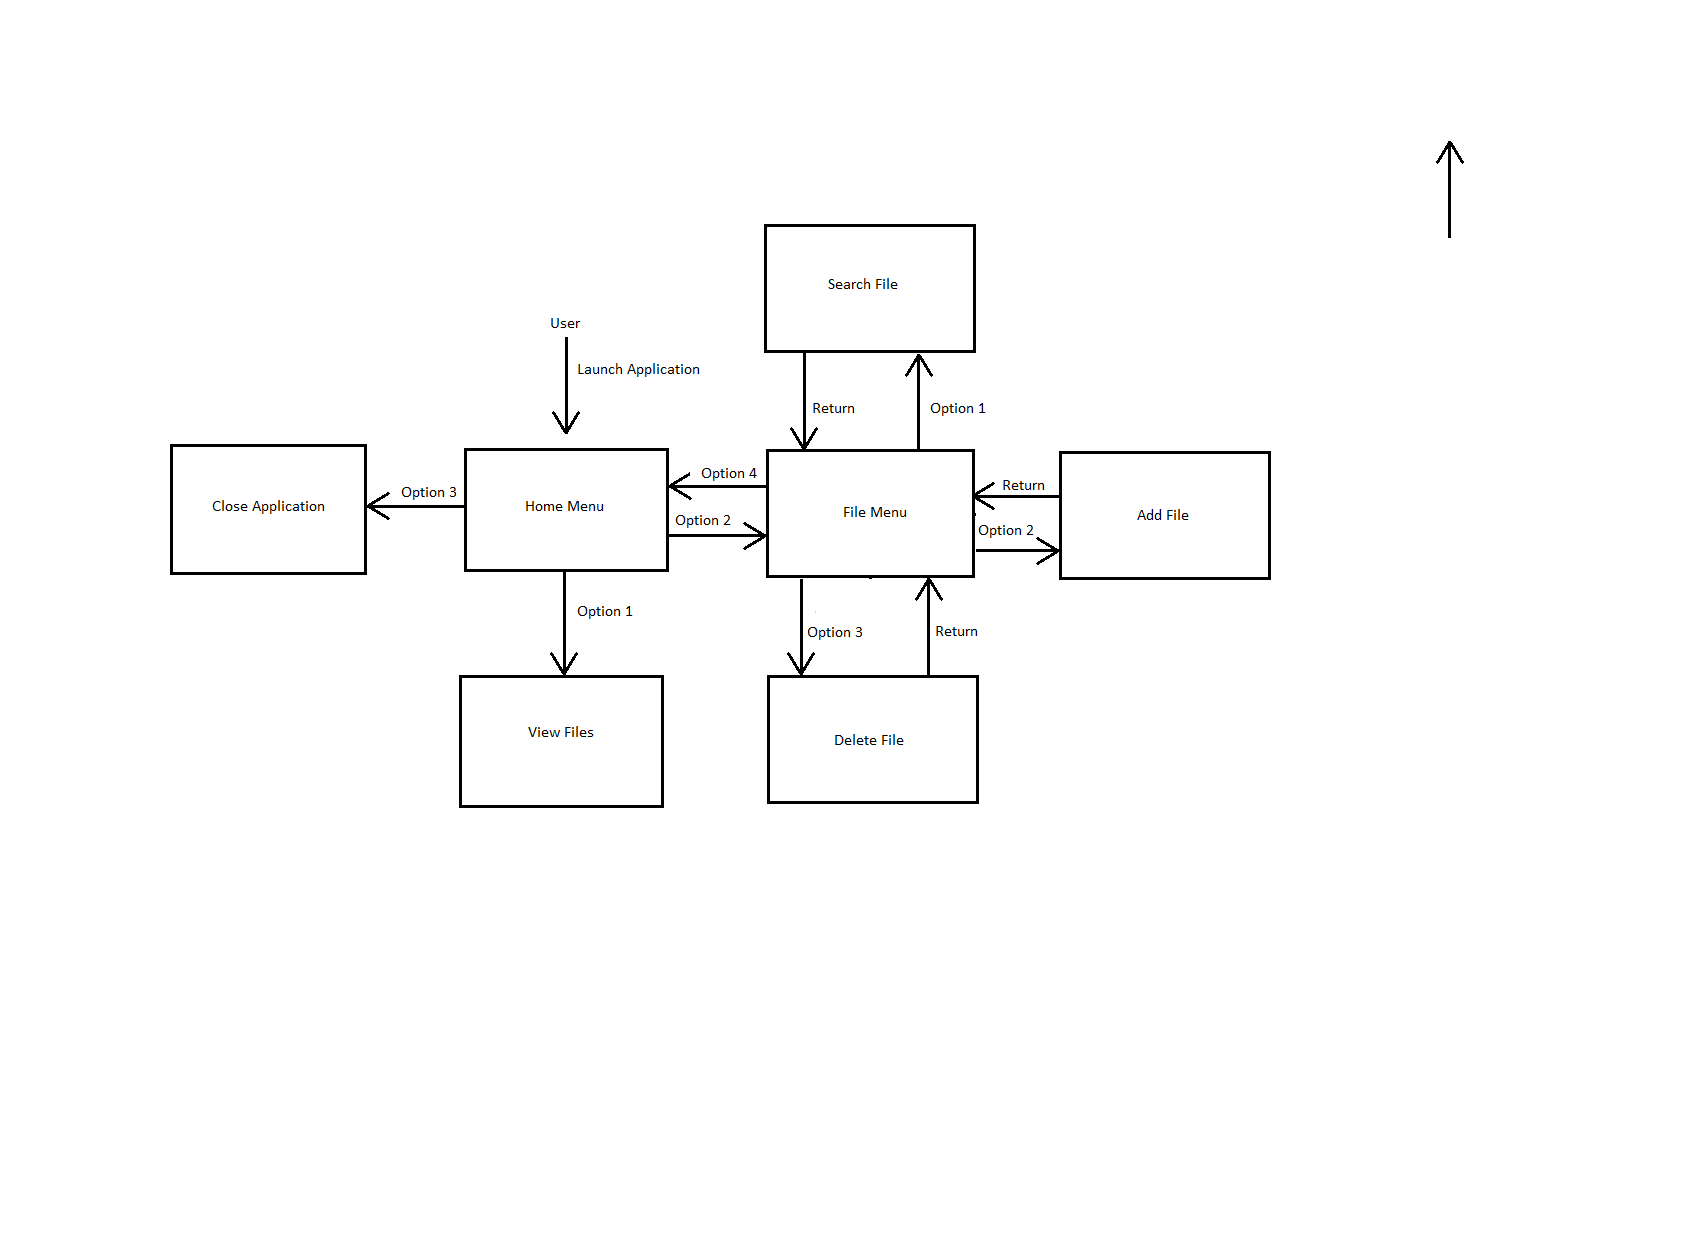 Search File
User
Launch Application
Return
Option 1
Option 4
Option 3
Return
Close Application
Home Menu
File Menu
Add File
Option 2
Option 2
Option 1
Option 3
Return
View Files
Delete File